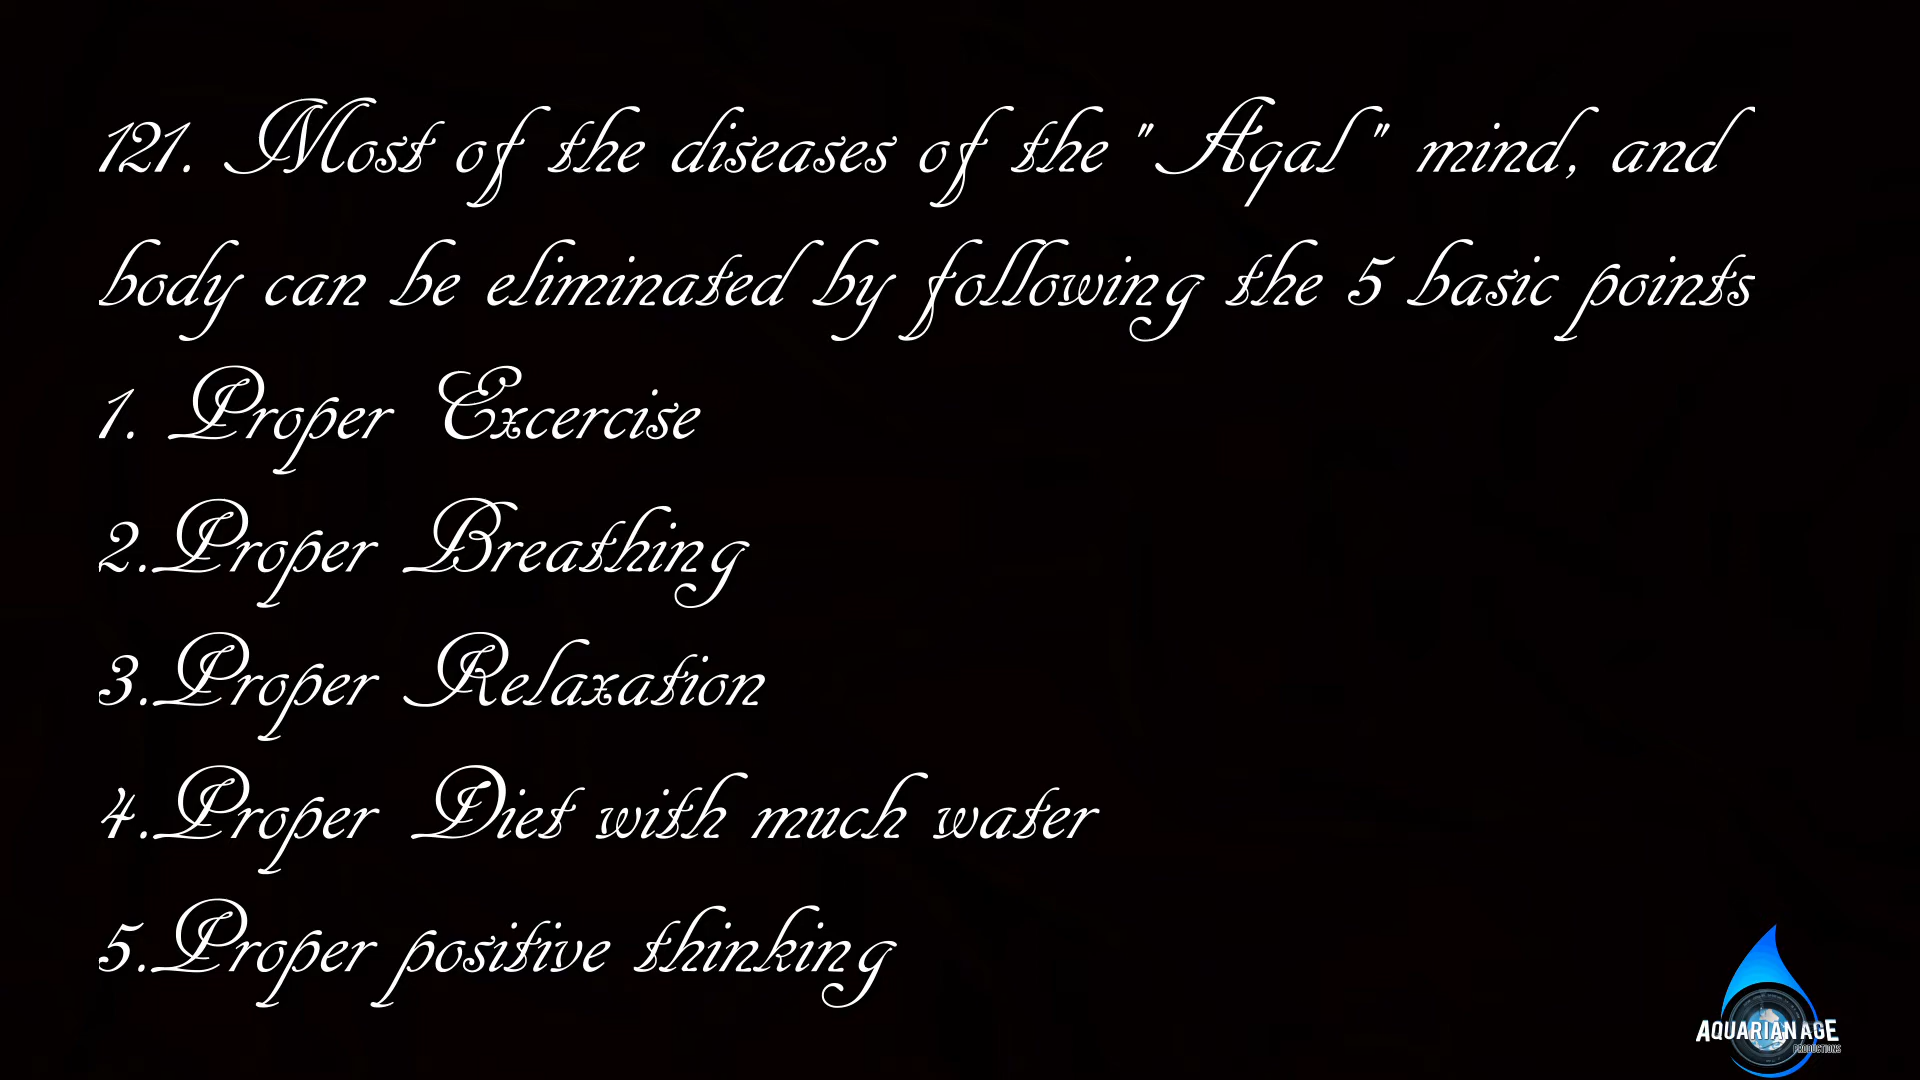 121. Most of the diseases of the "Aqal" mind, and
body can be eliminated by following the 5 basic points
1. Proper Excercise
2.Proper Breathing
3.Proper Relaxation
4.Proper Diet with much water
5.Proper positive thinking
AQUARIAN AGE
PRODUCTIONS